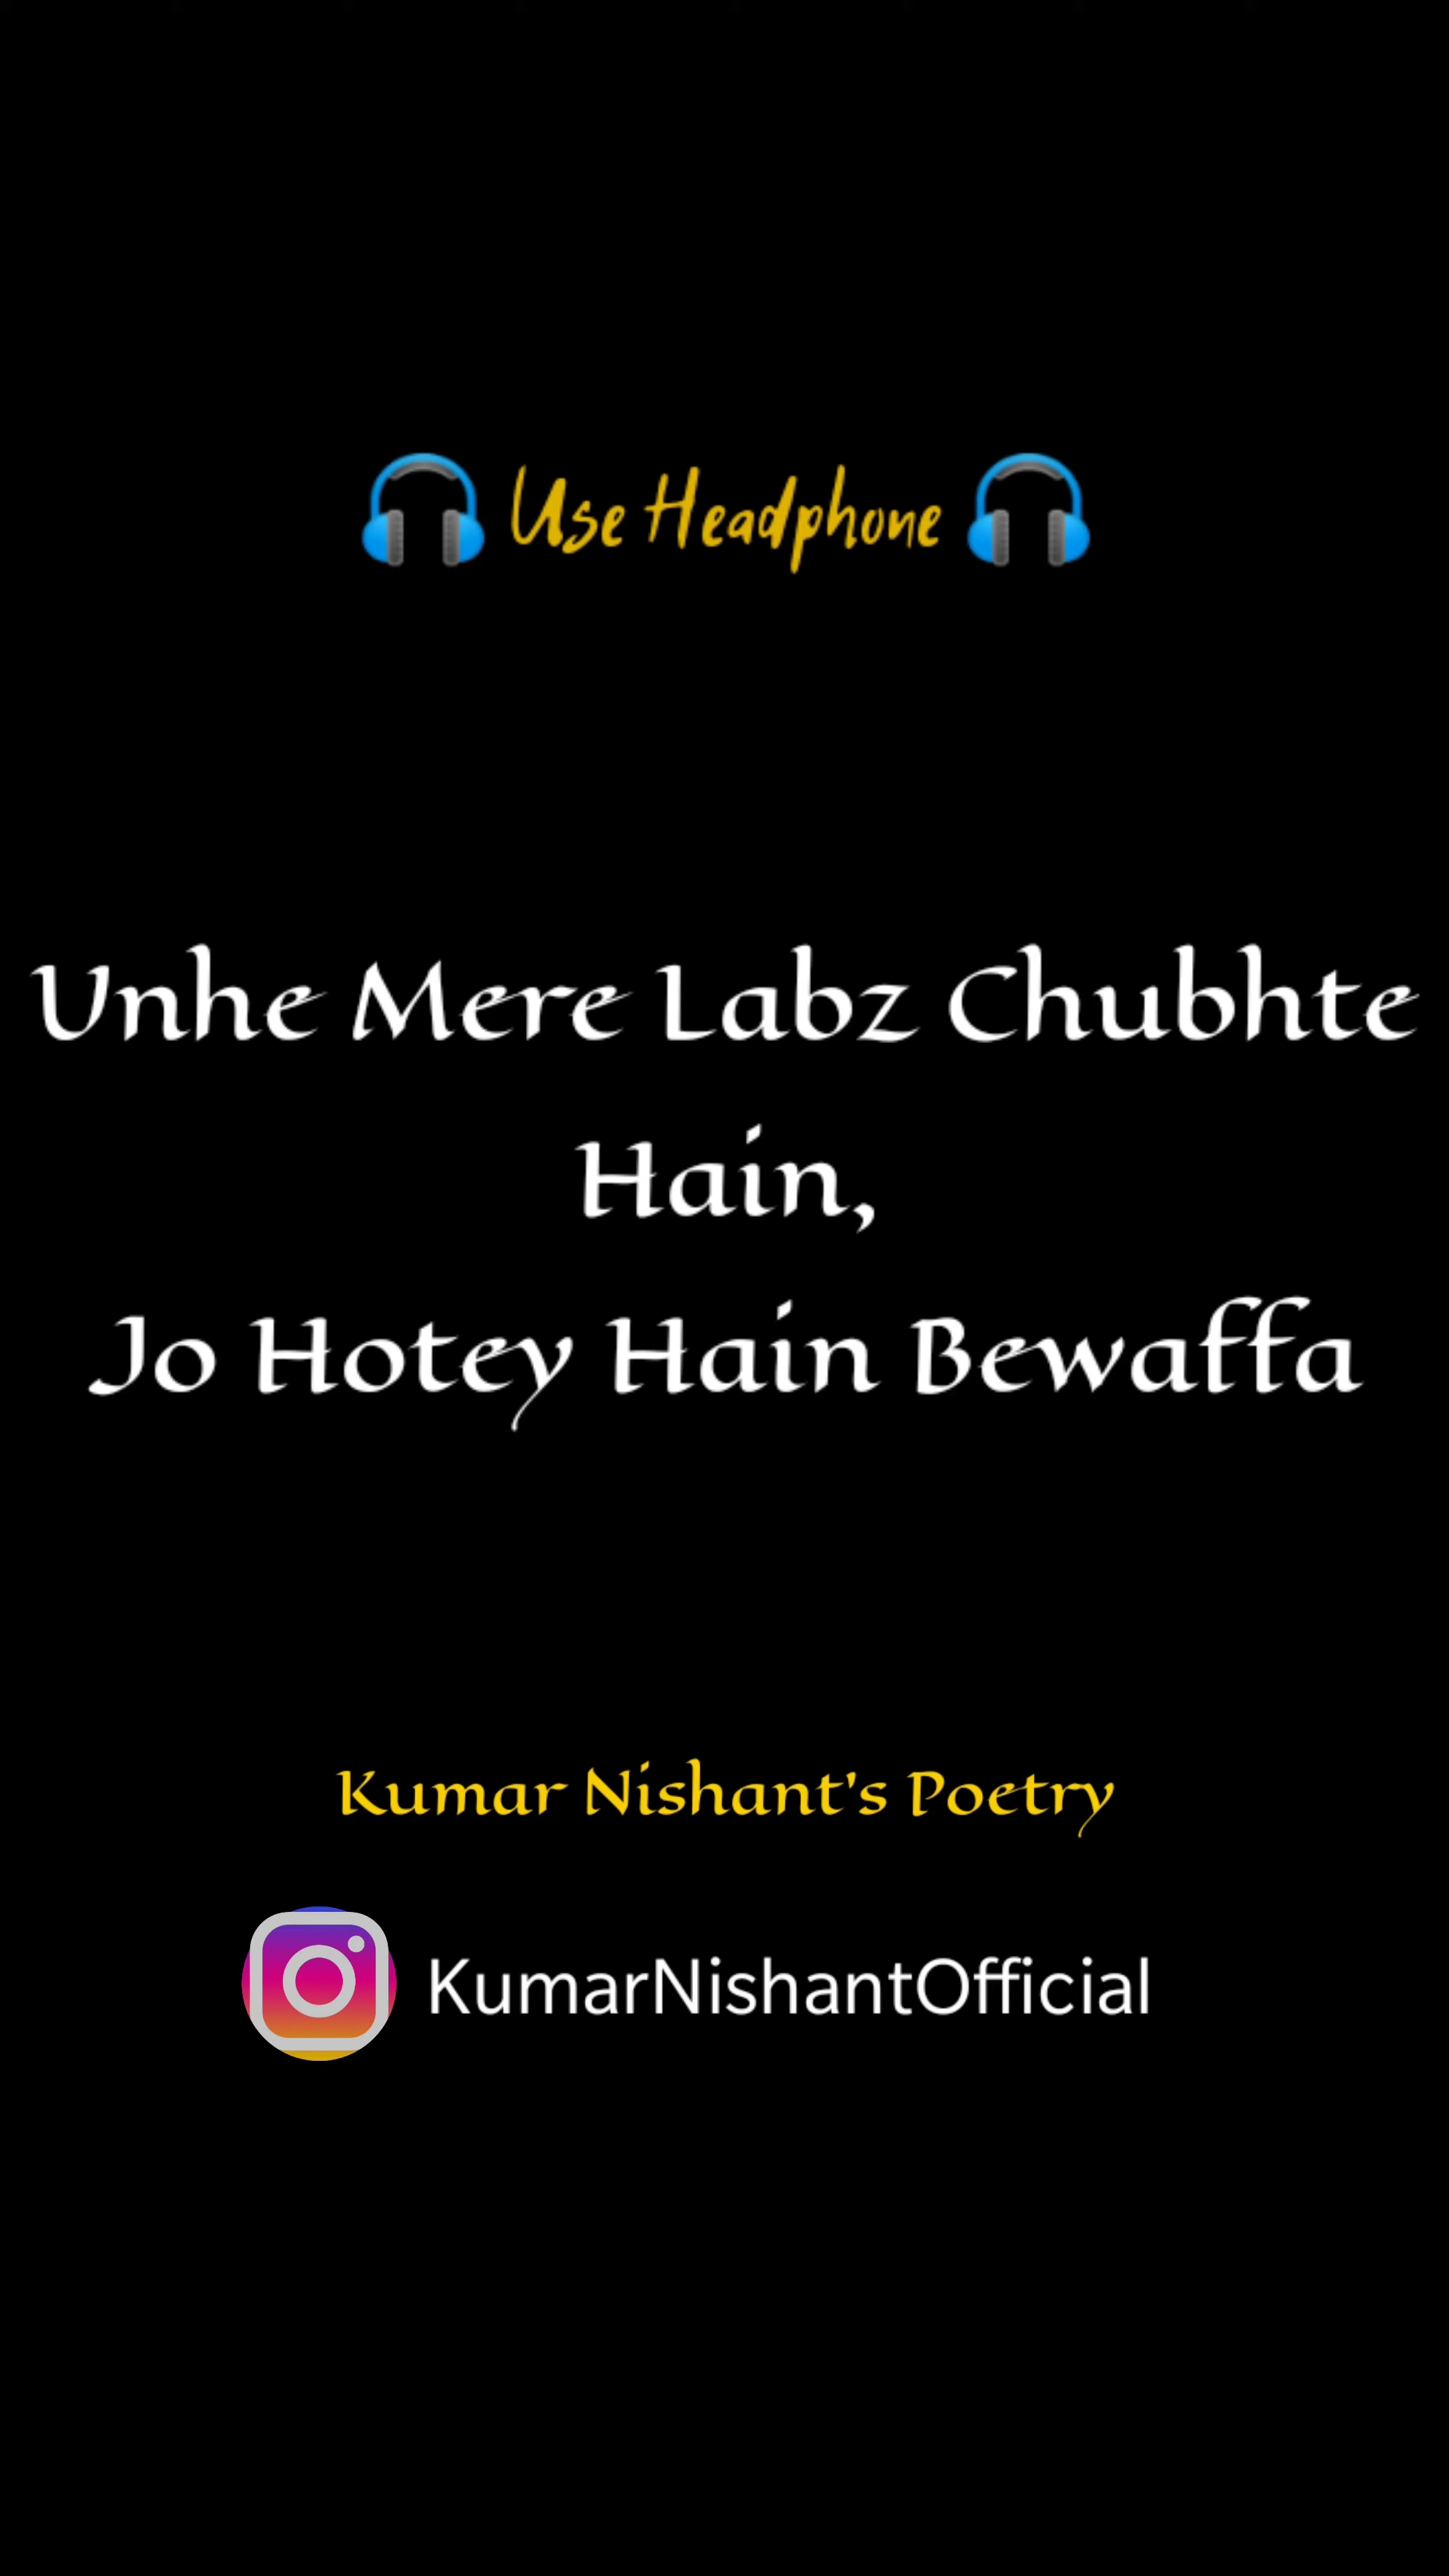 🎧 Use Headphone 🎧
Unhe Mere Labz Chubhte
Hain,
Jo Hotey Hain Bewaffa
Kumar Nishant's Poetry
KumarNishantOfficial